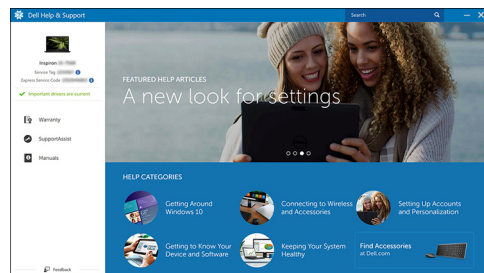 Dell Help & Support
Search
Inspiron
Service Tag
Express Service Code
Important drivers are current
Warranty
SupportAssist
Manuals
Feedback
FEATURED HELP ARTICLES
A new look for settings
HELP CATEGORIES
Getting Around
Windows 10
Connecting to Wireless
and Accessories
Setting Up Accounts
and Personalization
Getting to Know Your
Device and Software
Keeping Your System
Healthy
Find Accessories
at Dell.com